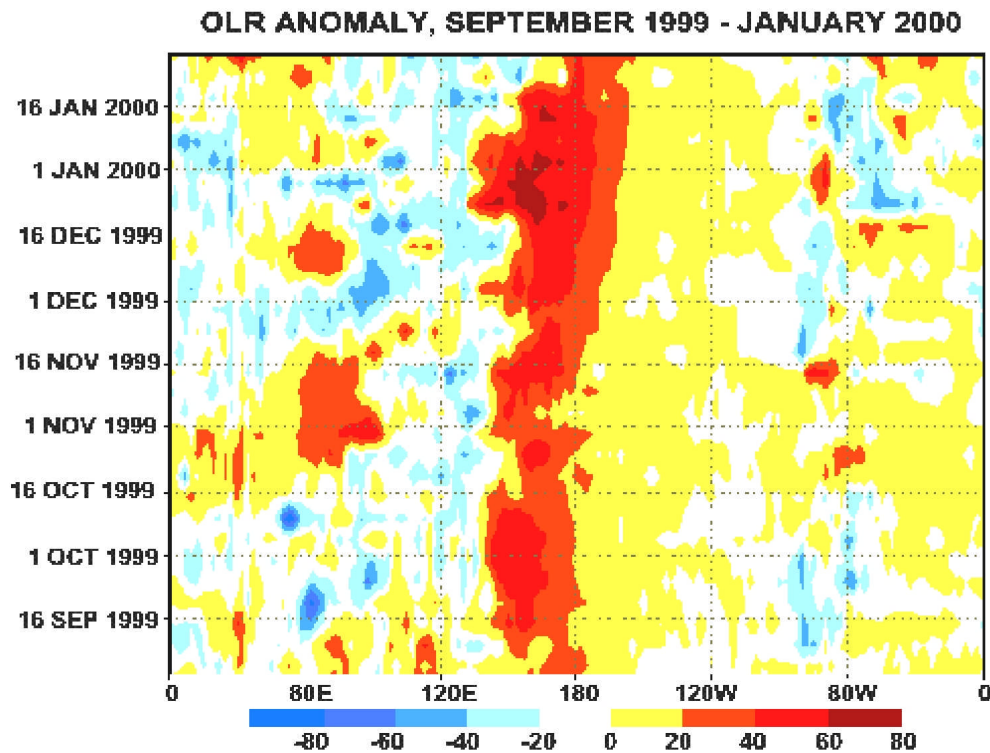 OLR ANOMALY, SEPTEMBER 1999 - JANUARY 2000
16 JAN 2000
1 JAN 2000
16 DEC 1999
1 DEC 1999
16 NOV 1999
1 NOV 1999
16 OCT 1999
1 OCT 1999
16 SEP 1999
0 80E 120E 180 120W 80W 0
-80 -60 -40 -20 0 20 40 60 80